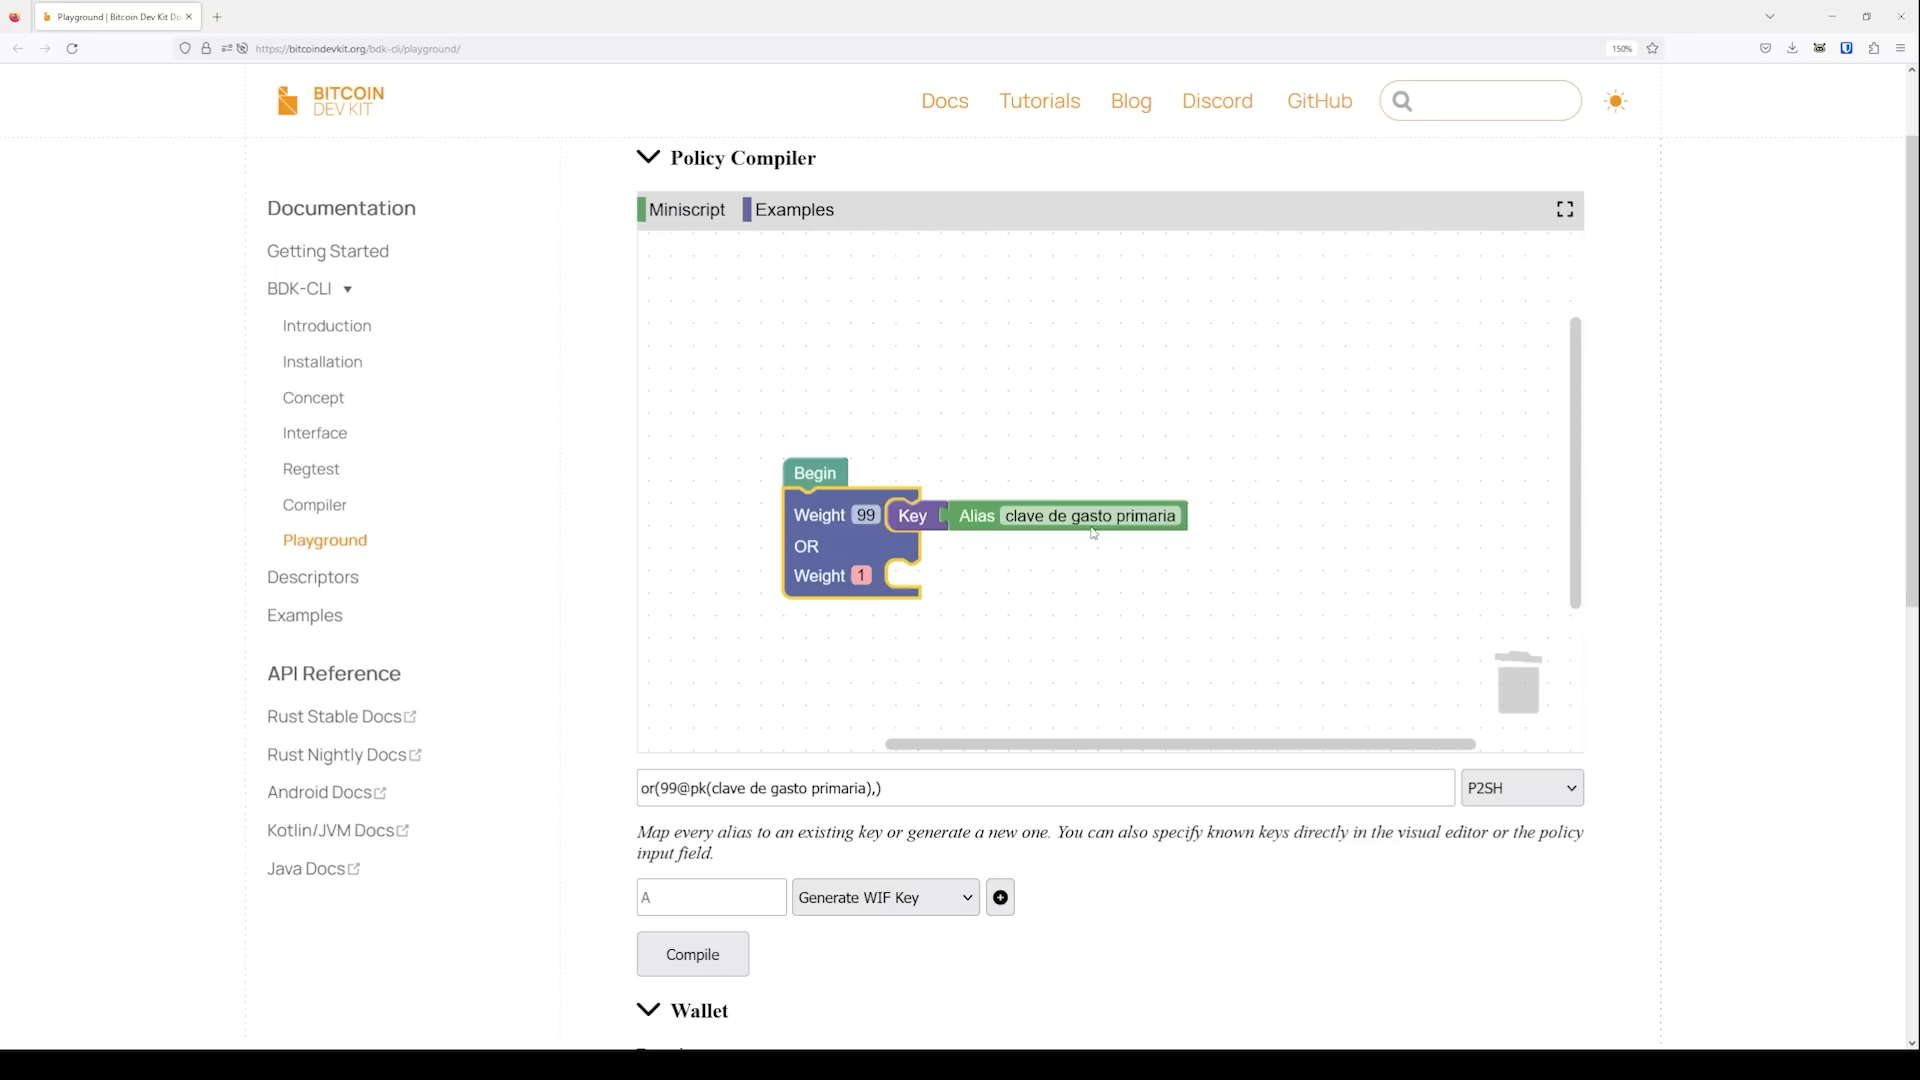 Playground | Bitcoin Dev Kit Do
https://bitcoindevkit.org/bdk-cli/playground/
150%
BITCOIN
DEV KIT
Docs
Tutorials
Blog
Discord
GitHub
Documentation
Getting Started
BDK-CLI
Introduction
Installation
Concept
Interface
Regtest
Compiler
Playground
Descriptors
Examples
API Reference
Rust Stable Docs
Rust Nightly Docs
Android Docs
Kotlin/JVM Docs
Java Docs
Policy Compiler
Miniscript
Examples
Begin
Weight 99 Key Alias clave de gasto primaria
OR
Weight 1
or(99@pk(clave de gasto primaria),)
P2SH
Map every alias to an existing key or generate a new one. You can also specify known keys directly in the visual editor or the policy
input field.
A
Generate WIF Key
Compile
Wallet